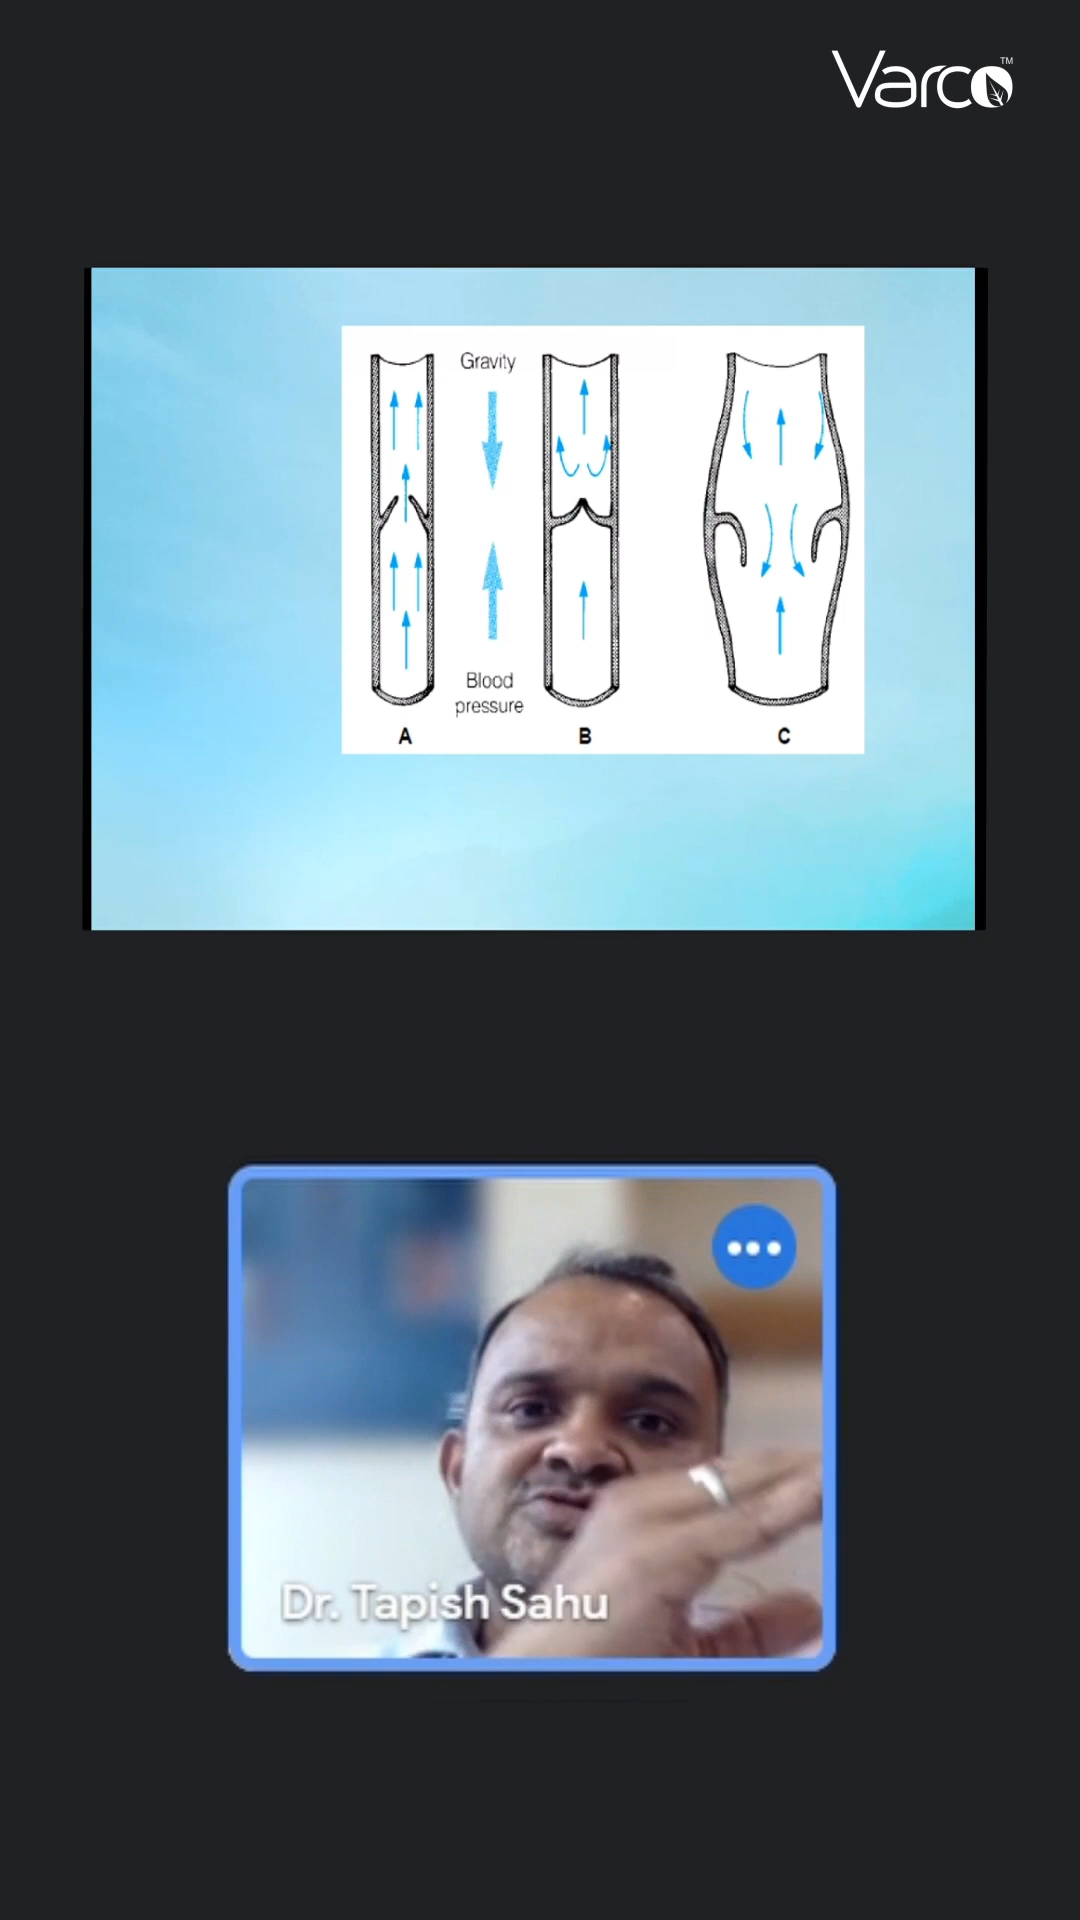 Varco™
Gravity
Blood
pressure
A B C
Dr. Tapish Sahu